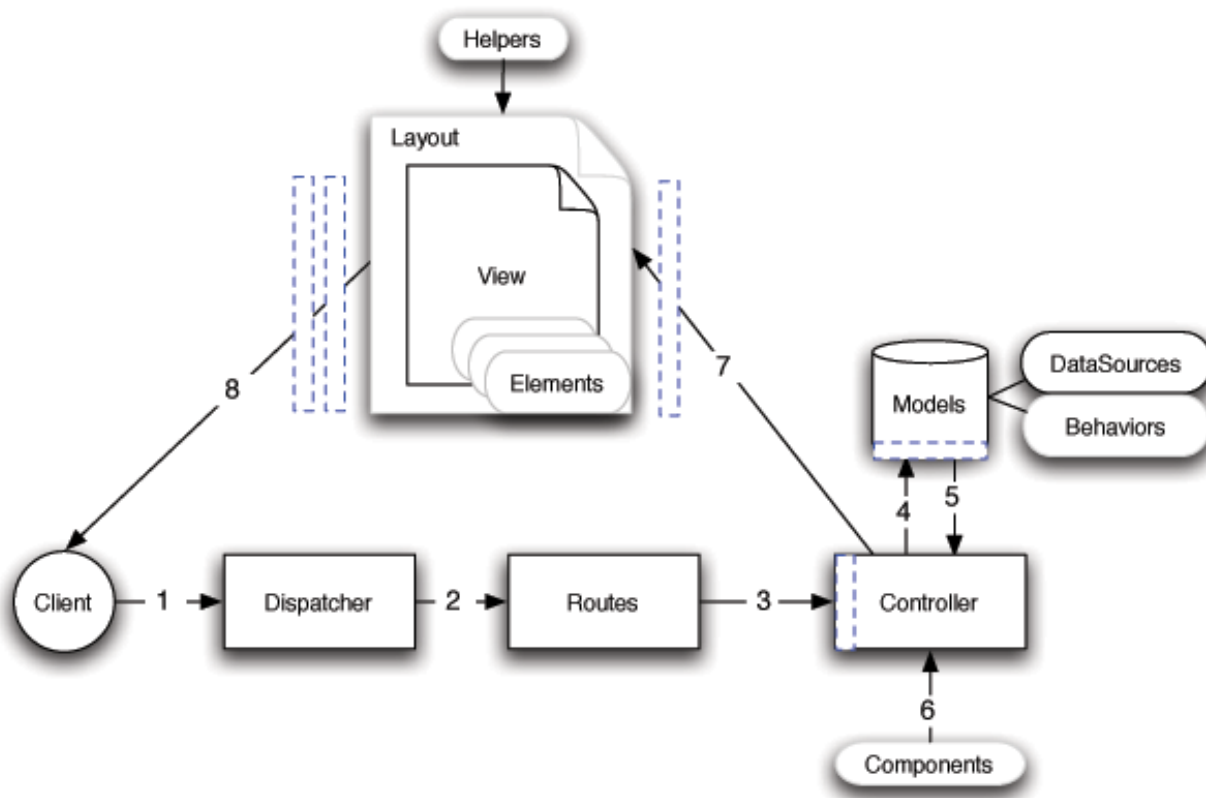 Helpers
Layout
View
Elements
7
8
Models
DataSources
Behaviors
4
5
Client
1
Dispatcher
2
Routes
3
Controller
6
Components